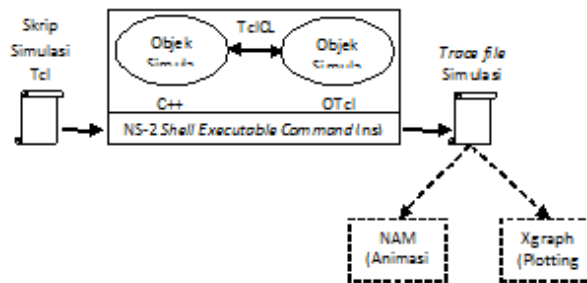 Skrip
Simulasi
Tcl
Objek
TclCL
Objek
C++
OTcl
NS-2 Shell Executable Command (ns)
Trace file
Simulasi
NAM
(Animasi
Xgraph
(Plotting